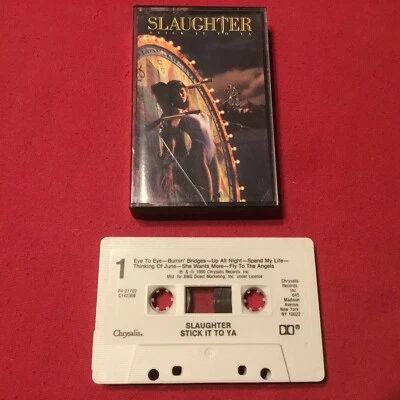 SLAUGHTER
STICK IT TO YA
1
Eye To Eye—Burnin' Bridges—Up All Night—Spend My Life—
Thinking Of June—She Wants More—Fly To The Angels
℗ & © 1990 Chrysalis Records, Inc.
Mfd. for BMG Direct Marketing, Inc. under License
Chrysalis
Records
Inc.
645
Madison
Avenue
New York
NY 10022
Chrysalis.
SLAUGHTER
STICK IT TO YA